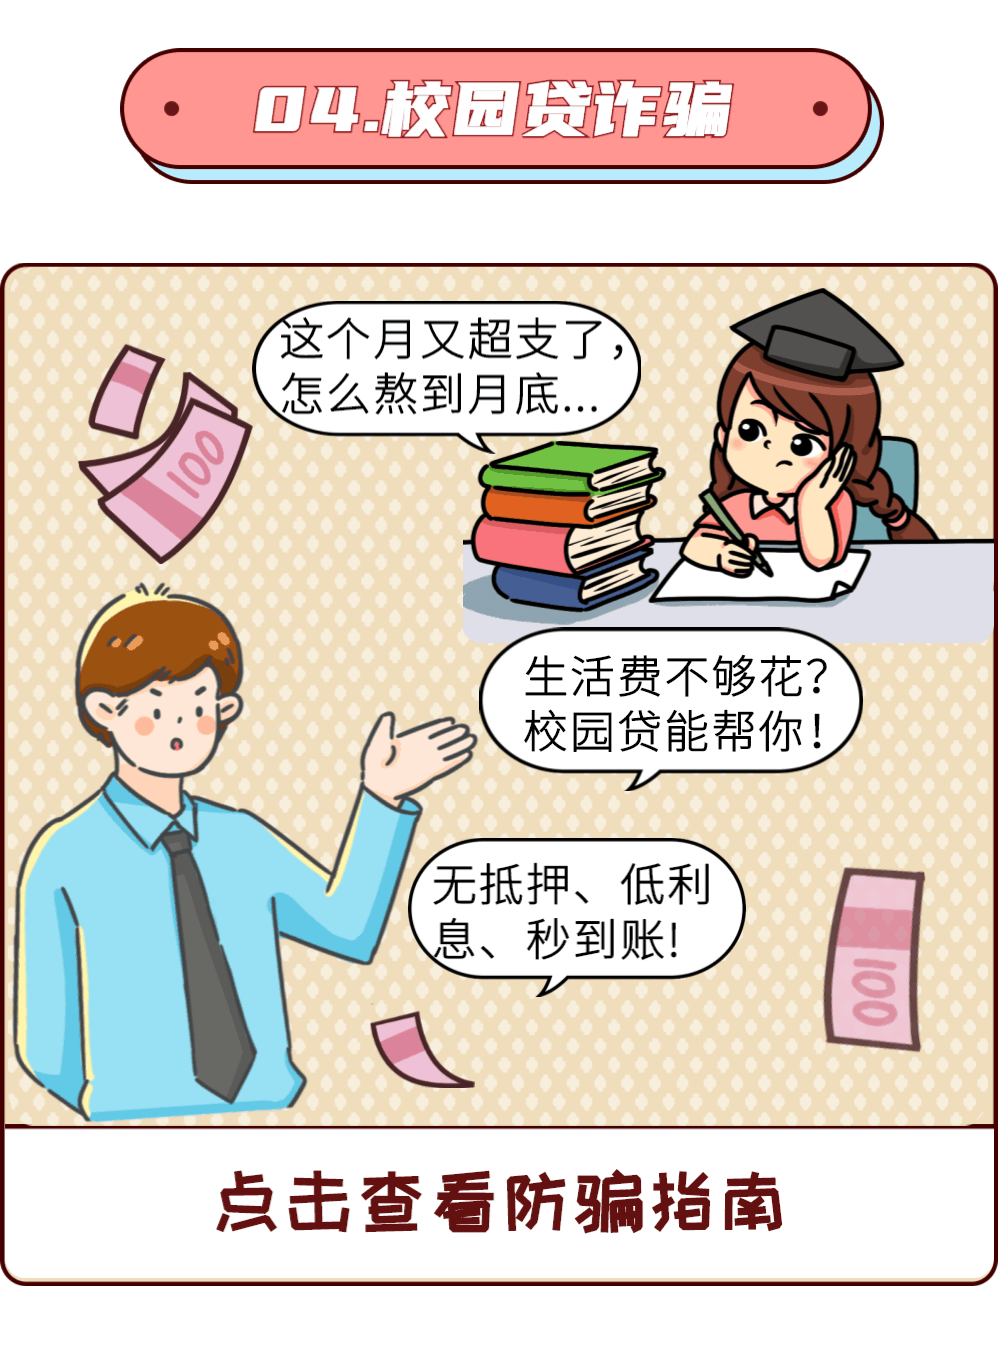 04.校园贷诈骗
这个月又超支了，
怎么熬到月底...
100
生活费不够花？
校园贷能帮你！
无抵押、低利
息、秒到账!
100
点击查看防骗指南